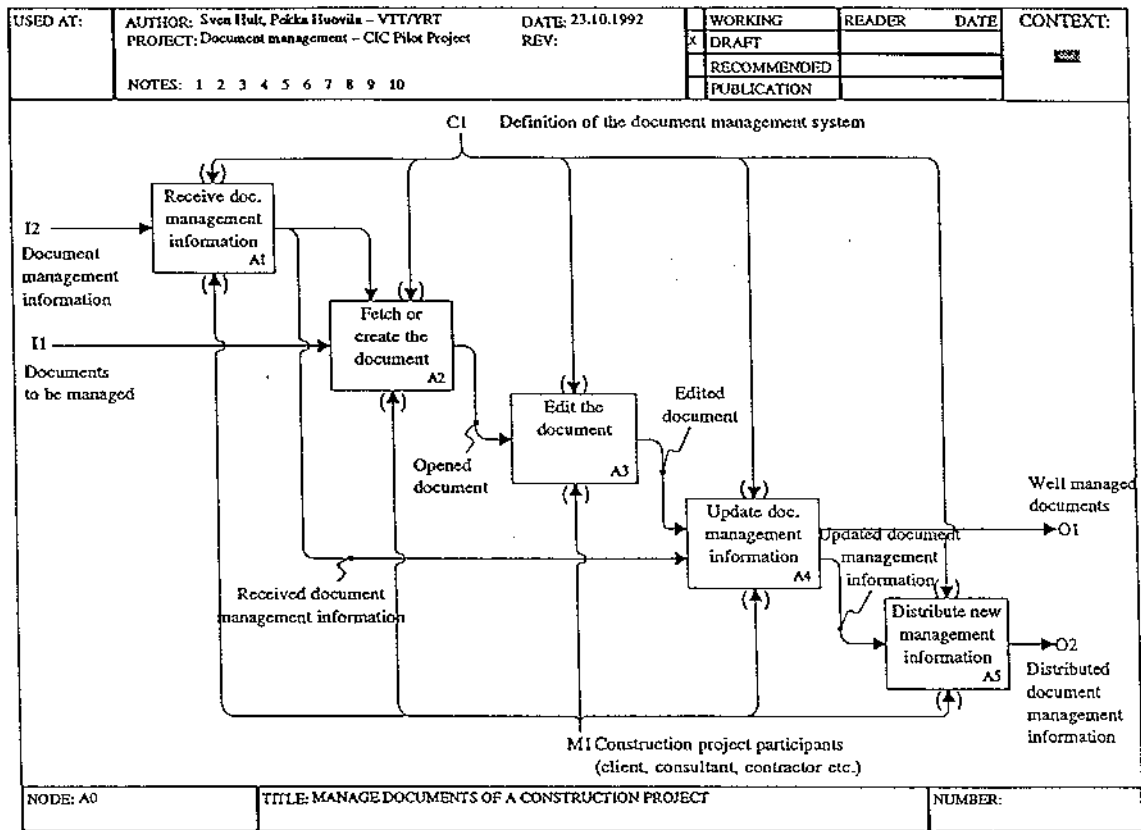 USED AT:
AUTHOR: Sven Hult, Pekka Huovila – VTT/YRT
DATE: 23.10.1992
PROJECT: Document management – CIC Pilot Project
REV:
NOTES: 1 2 3 4 5 6 7 8 9 10
WORKING
x DRAFT
RECOMMENDED
PUBLICATION
READER DATE
CONTEXT:
C1 Definition of the document management system
Receive doc.
management
information
A1
I2
Document
management
information
Fetch or
create the
document
A2
I1
Documents
to be managed
Edit the
document
A3
Edited
document
Opened
document
Well managed
documents
O1
Update doc.
management
information
A4
Updated document
management
information
Received document
management information
Distribute new
management
information
A5
O2
Distributed
document
management
information
M1 Construction project participants
(client, consultant, contractor etc.)
NODE: A0
TITLE: MANAGE DOCUMENTS OF A CONSTRUCTION PROJECT
NUMBER: